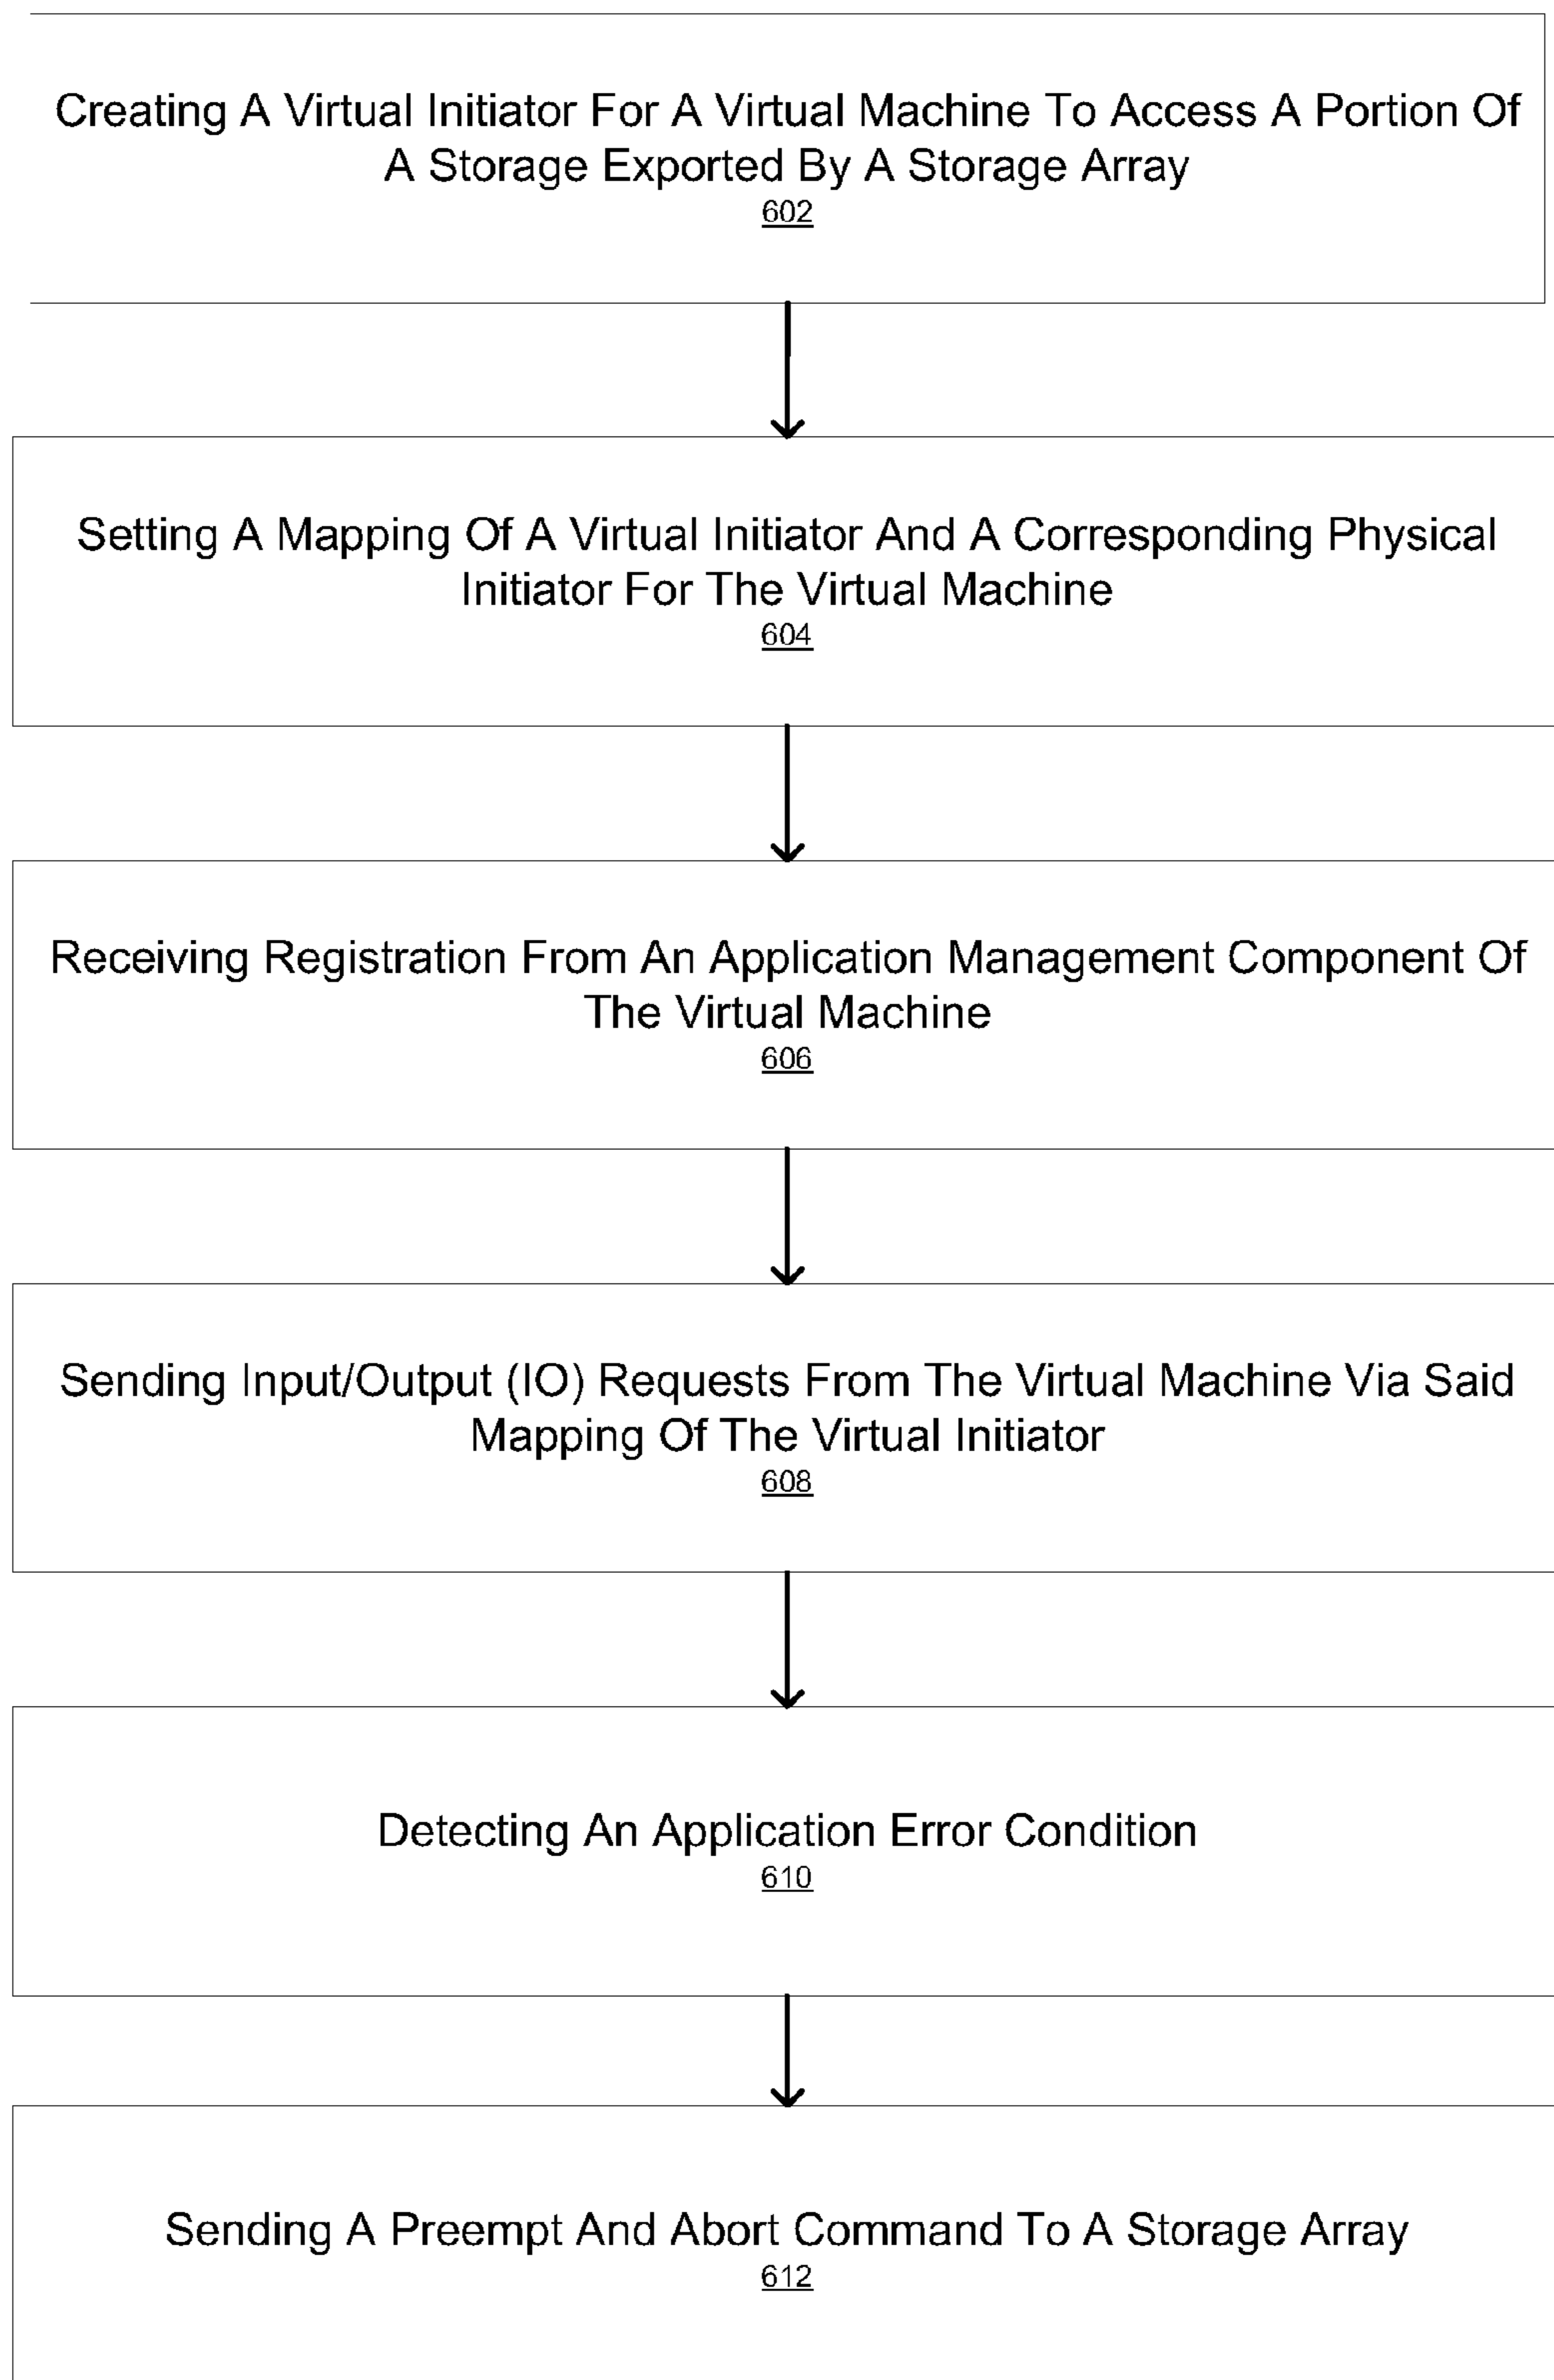 Creating A Virtual Initiator For A Virtual Machine To Access A Portion Of
A Storage Exported By A Storage Array
602
Setting A Mapping Of A Virtual Initiator And A Corresponding Physical
Initiator For The Virtual Machine
604
Receiving Registration From An Application Management Component Of
The Virtual Machine
606
Sending Input/Output (IO) Requests From The Virtual Machine Via Said
Mapping Of The Virtual Initiator
608
Detecting An Application Error Condition
610
Sending A Preempt And Abort Command To A Storage Array
612